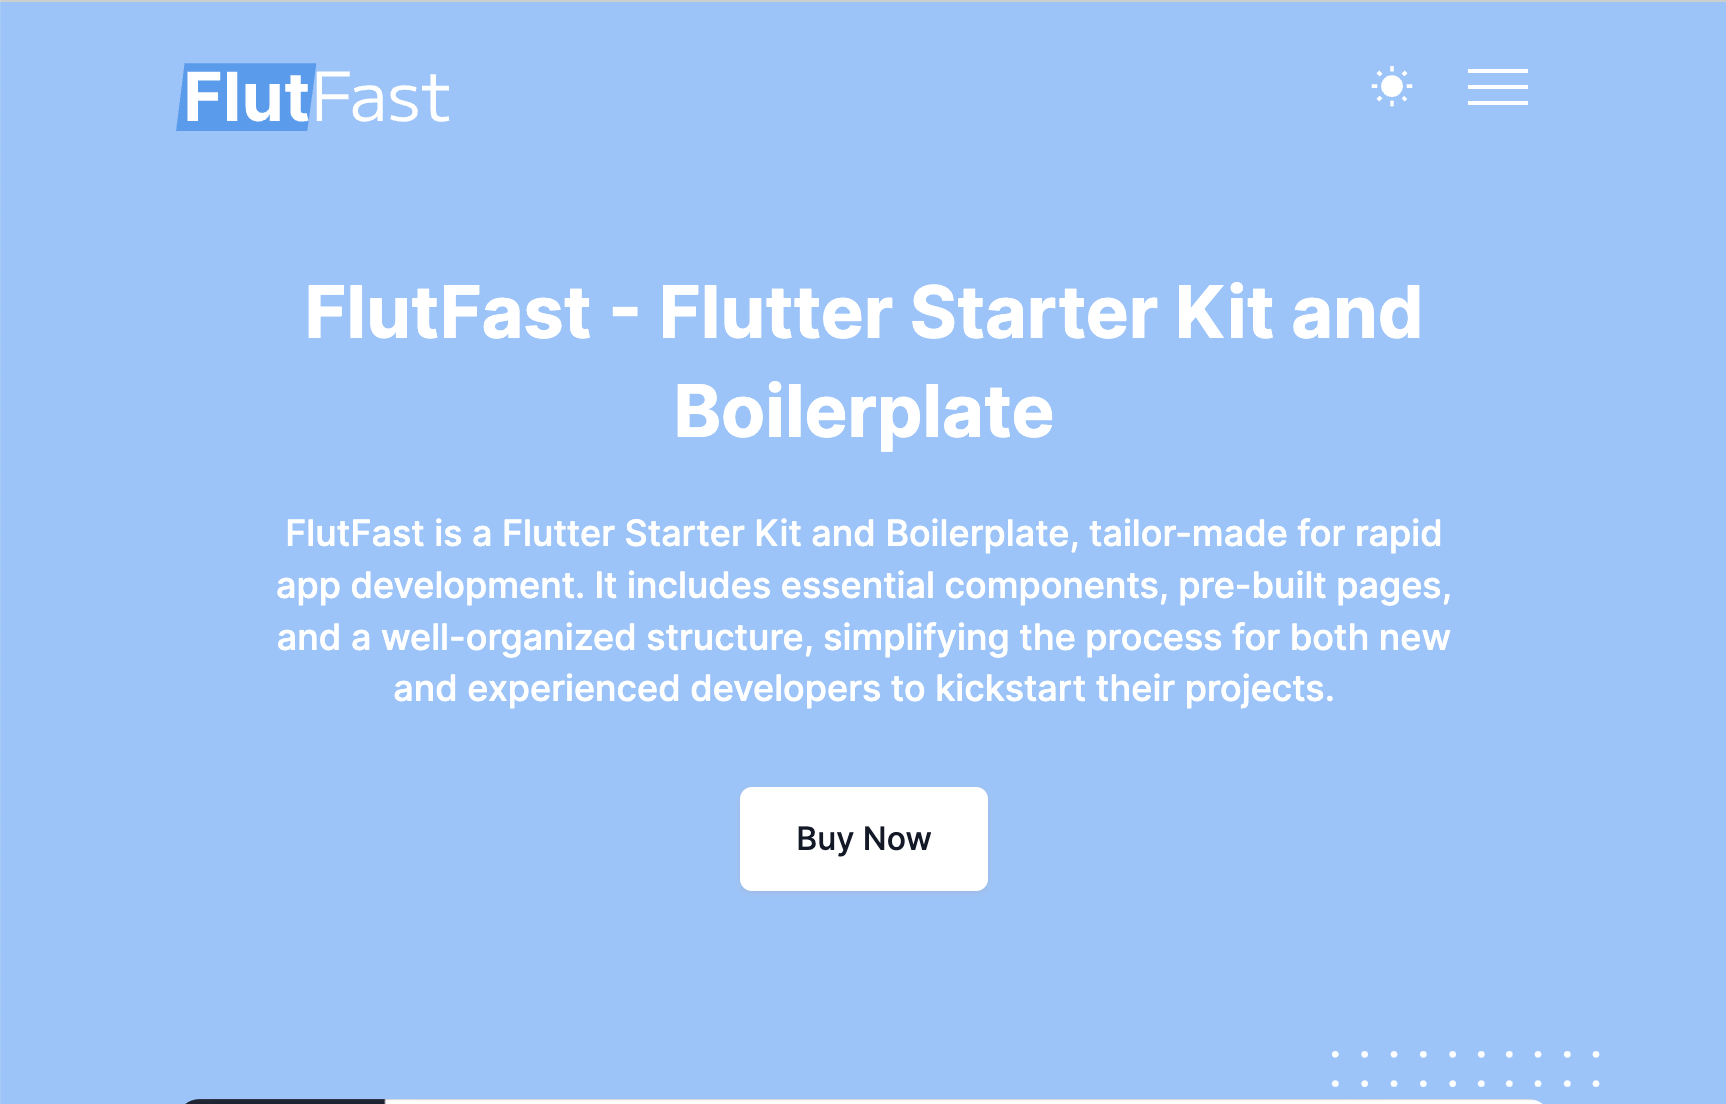 FlutFast
FlutFast - Flutter Starter Kit and
Boilerplate
FlutFast is a Flutter Starter Kit and Boilerplate, tailor-made for rapid
app development. It includes essential components, pre-built pages,
and a well-organized structure, simplifying the process for both new
and experienced developers to kickstart their projects.
Buy Now